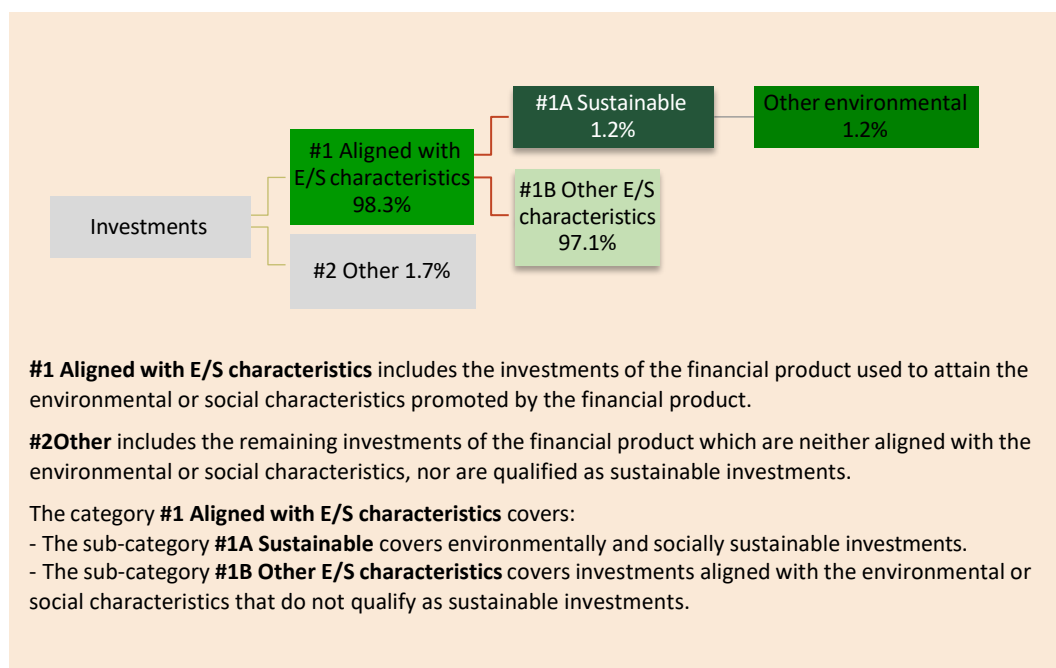 #1A Sustainable
1.2%
Other environmental
1.2%
#1 Aligned with
E/S characteristics
98.3%
#1B Other E/S
characteristics
97.1%
Investments
#2 Other 1.7%
#1 Aligned with E/S characteristics includes the investments of the financial product used to attain the
environmental or social characteristics promoted by the financial product.
#2Other includes the remaining investments of the financial product which are neither aligned with the
environmental or social characteristics, nor are qualified as sustainable investments.
The category #1 Aligned with E/S characteristics covers:
- The sub-category #1A Sustainable covers environmentally and socially sustainable investments.
- The sub-category #1B Other E/S characteristics covers investments aligned with the environmental or
social characteristics that do not qualify as sustainable investments.